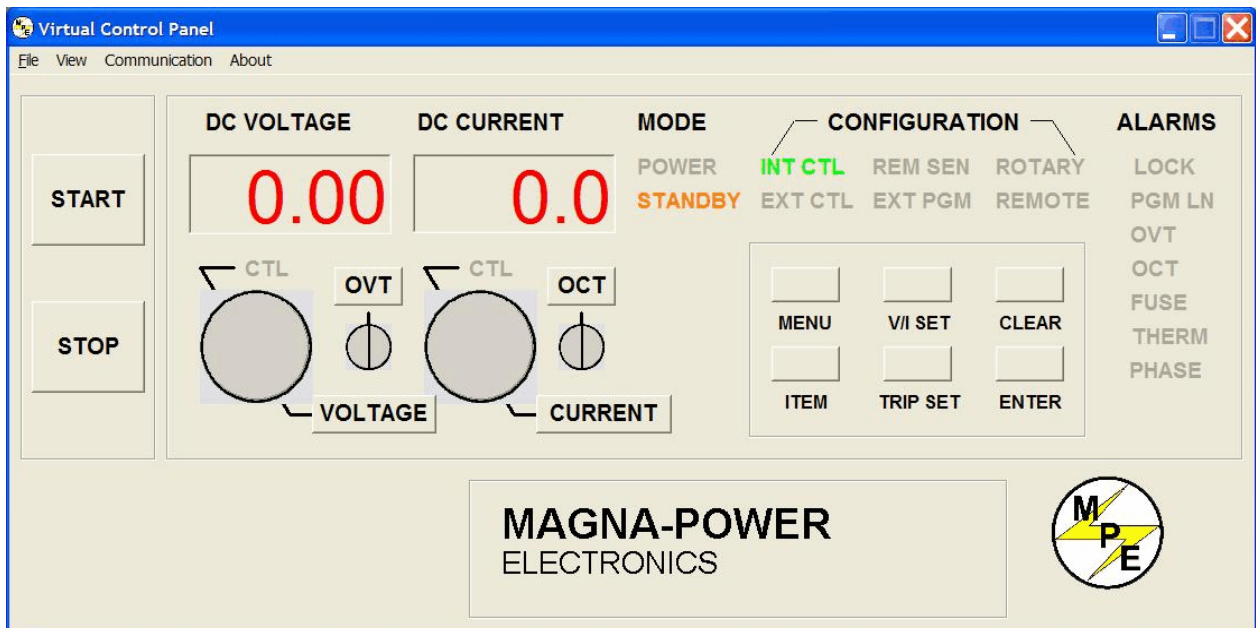 Virtual Control Panel
File View Communication About
START
STOP
DC VOLTAGE DC CURRENT MODE CONFIGURATION ALARMS
0.00 0.0
POWER INT CTL REM SEN ROTARY LOCK
STANDBY EXT CTL EXT PGM REMOTE PGM LN
OVT
OCT
FUSE
THERM
PHASE
CTL OVT CTL OCT
VOLTAGE CURRENT
MENU V/I SET CLEAR
ITEM TRIP SET ENTER
MAGNA-POWER
ELECTRONICS
MPE